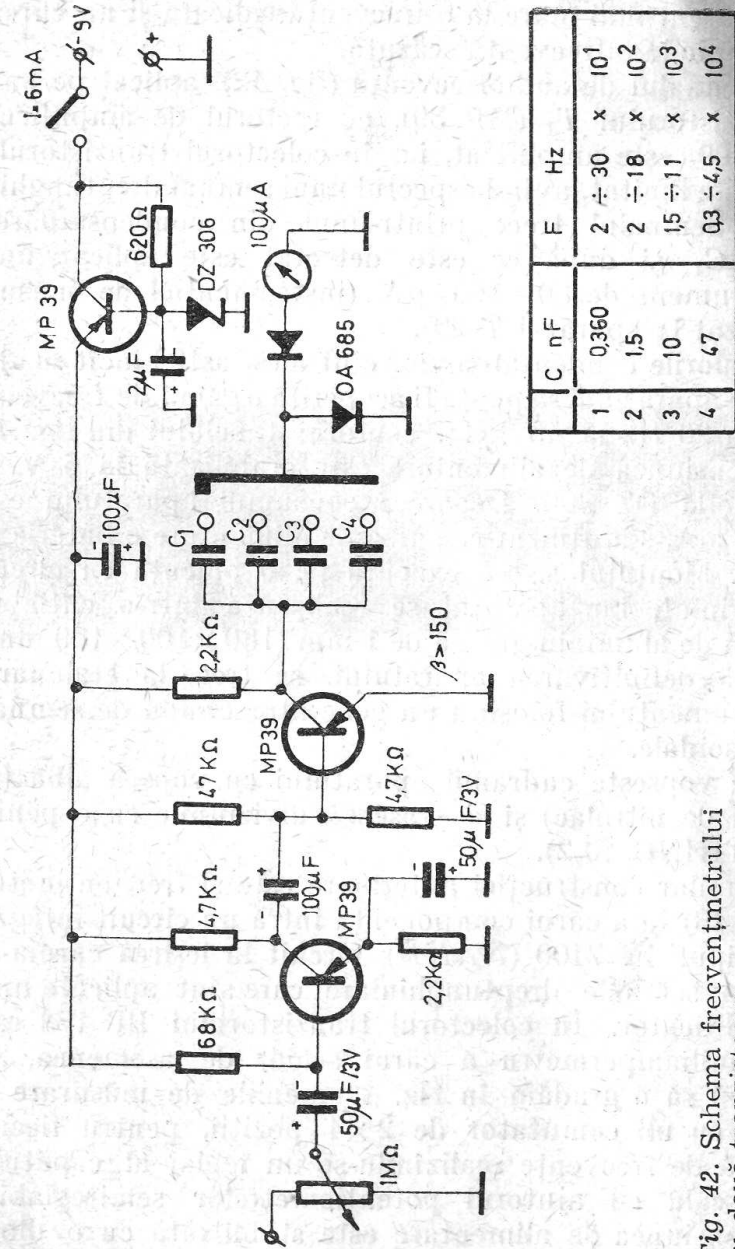 I=6mA
-9V
+
MP 39
620Ω
2µF
DZ 306
100µA
100µF
OA 685
C1
C2
C3
C4
2,2KΩ
47KΩ
MP39
β>150
4,7KΩ
4,7KΩ
100µF
MP39
50µF/3V
68KΩ
2,2KΩ
50µF/3V
1MΩ
C nF F. Hz
1 0,360 2 ÷ 30 x 10¹
2 1,5 2 ÷ 18 x 10²
3 10 1,5 ÷ 11 x 10³
4 47 0,3 ÷ 4,5 x 10⁴
Fig. 42. Schema frecvențmetrului